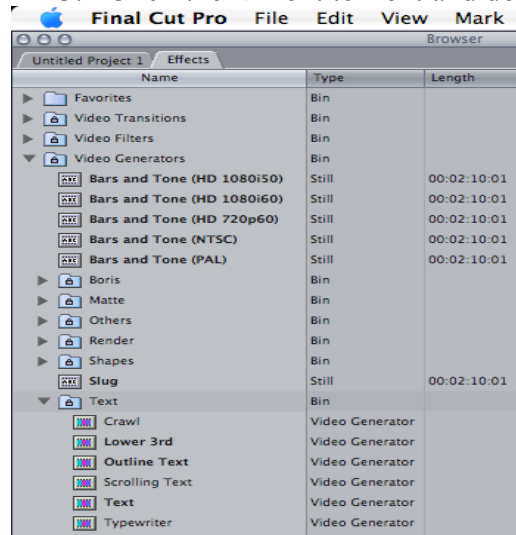 Final Cut Pro File Edit View Mark
Browser
Untitled Project 1 Effects
Name Type Length
Favorites Bin
Video Transitions Bin
Video Filters Bin
Video Generators Bin
Bars and Tone (HD 1080i50) Still 00:02:10:01
Bars and Tone (HD 1080i60) Still 00:02:10:01
Bars and Tone (HD 720p60) Still 00:02:10:01
Bars and Tone (NTSC) Still 00:02:10:01
Bars and Tone (PAL) Still 00:02:10:01
Boris Bin
Matte Bin
Others Bin
Render Bin
Shapes Bin
Slug Still 00:02:10:01
Text Bin
Crawl Video Generator
Lower 3rd Video Generator
Outline Text Video Generator
Scrolling Text Video Generator
Text Video Generator
Typewriter Video Generator